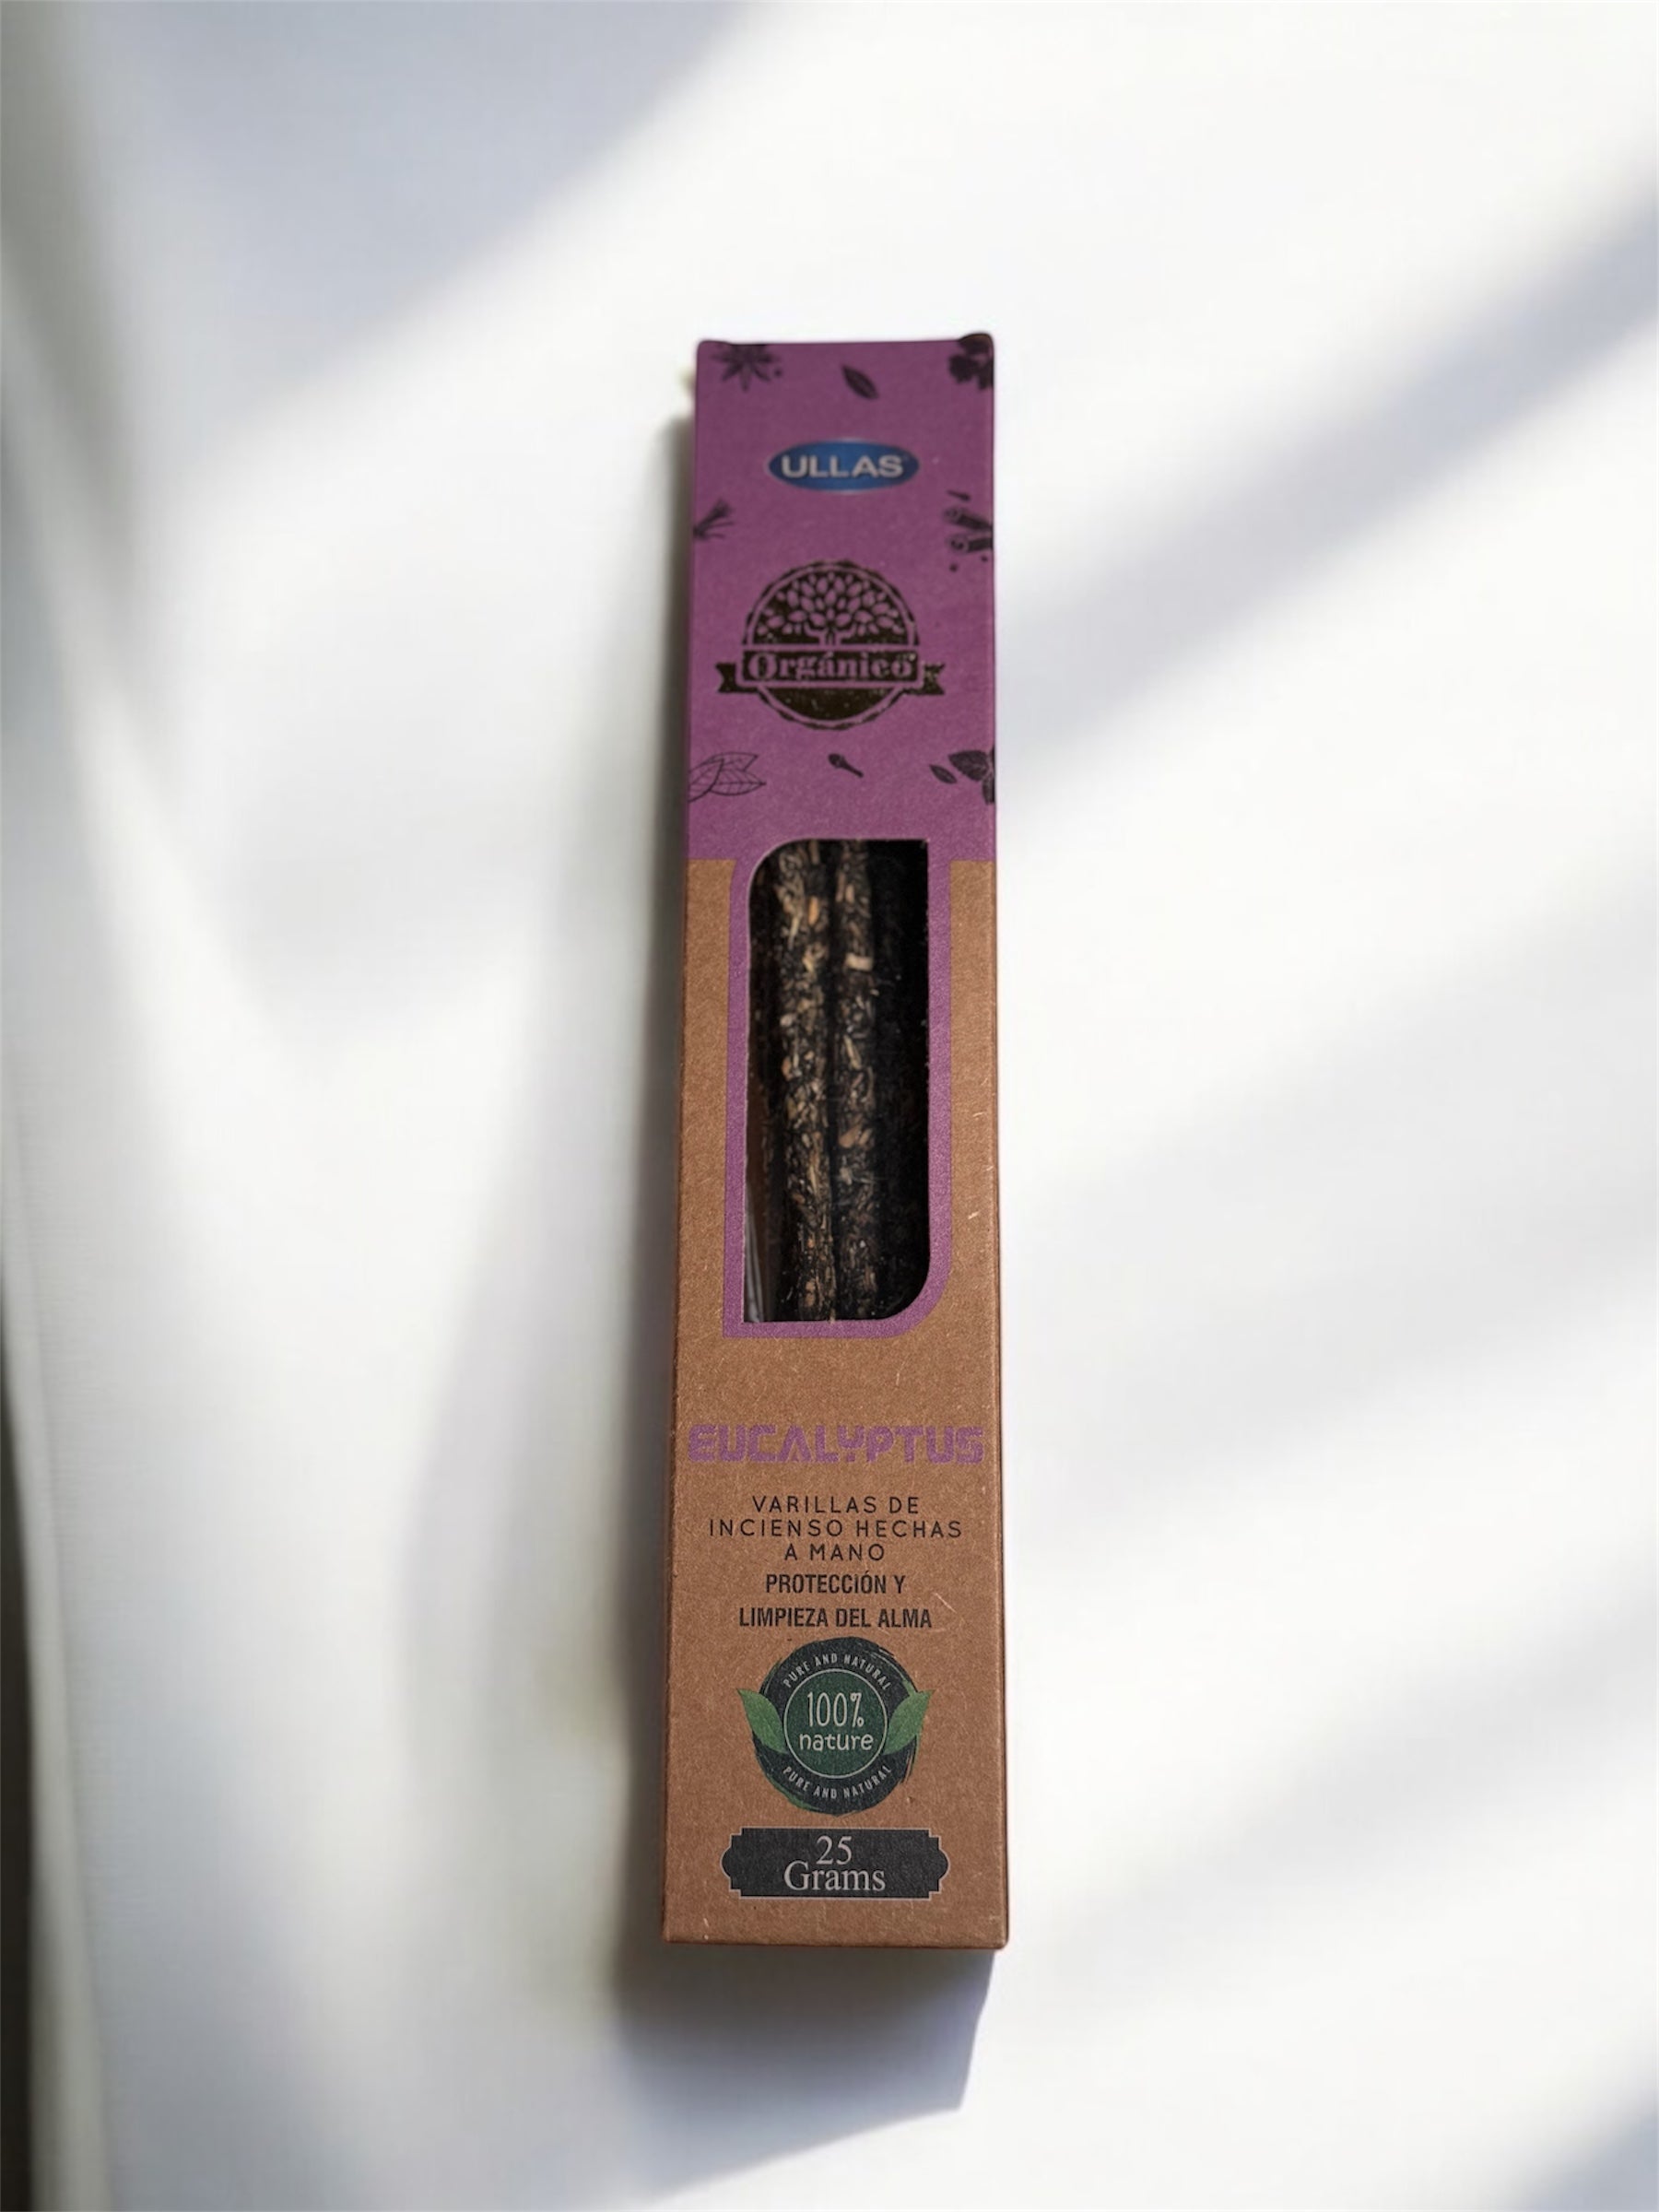 ULLAS
Orgánico
EUCALYPTUS
VARILLAS DE
INCIENSO HECHAS
A MANO
PROTECCIÓN Y
LIMPIEZA DEL ALMA
PURE AND NATURAL
100%
nature
PURE AND NATURAL
25
Grams